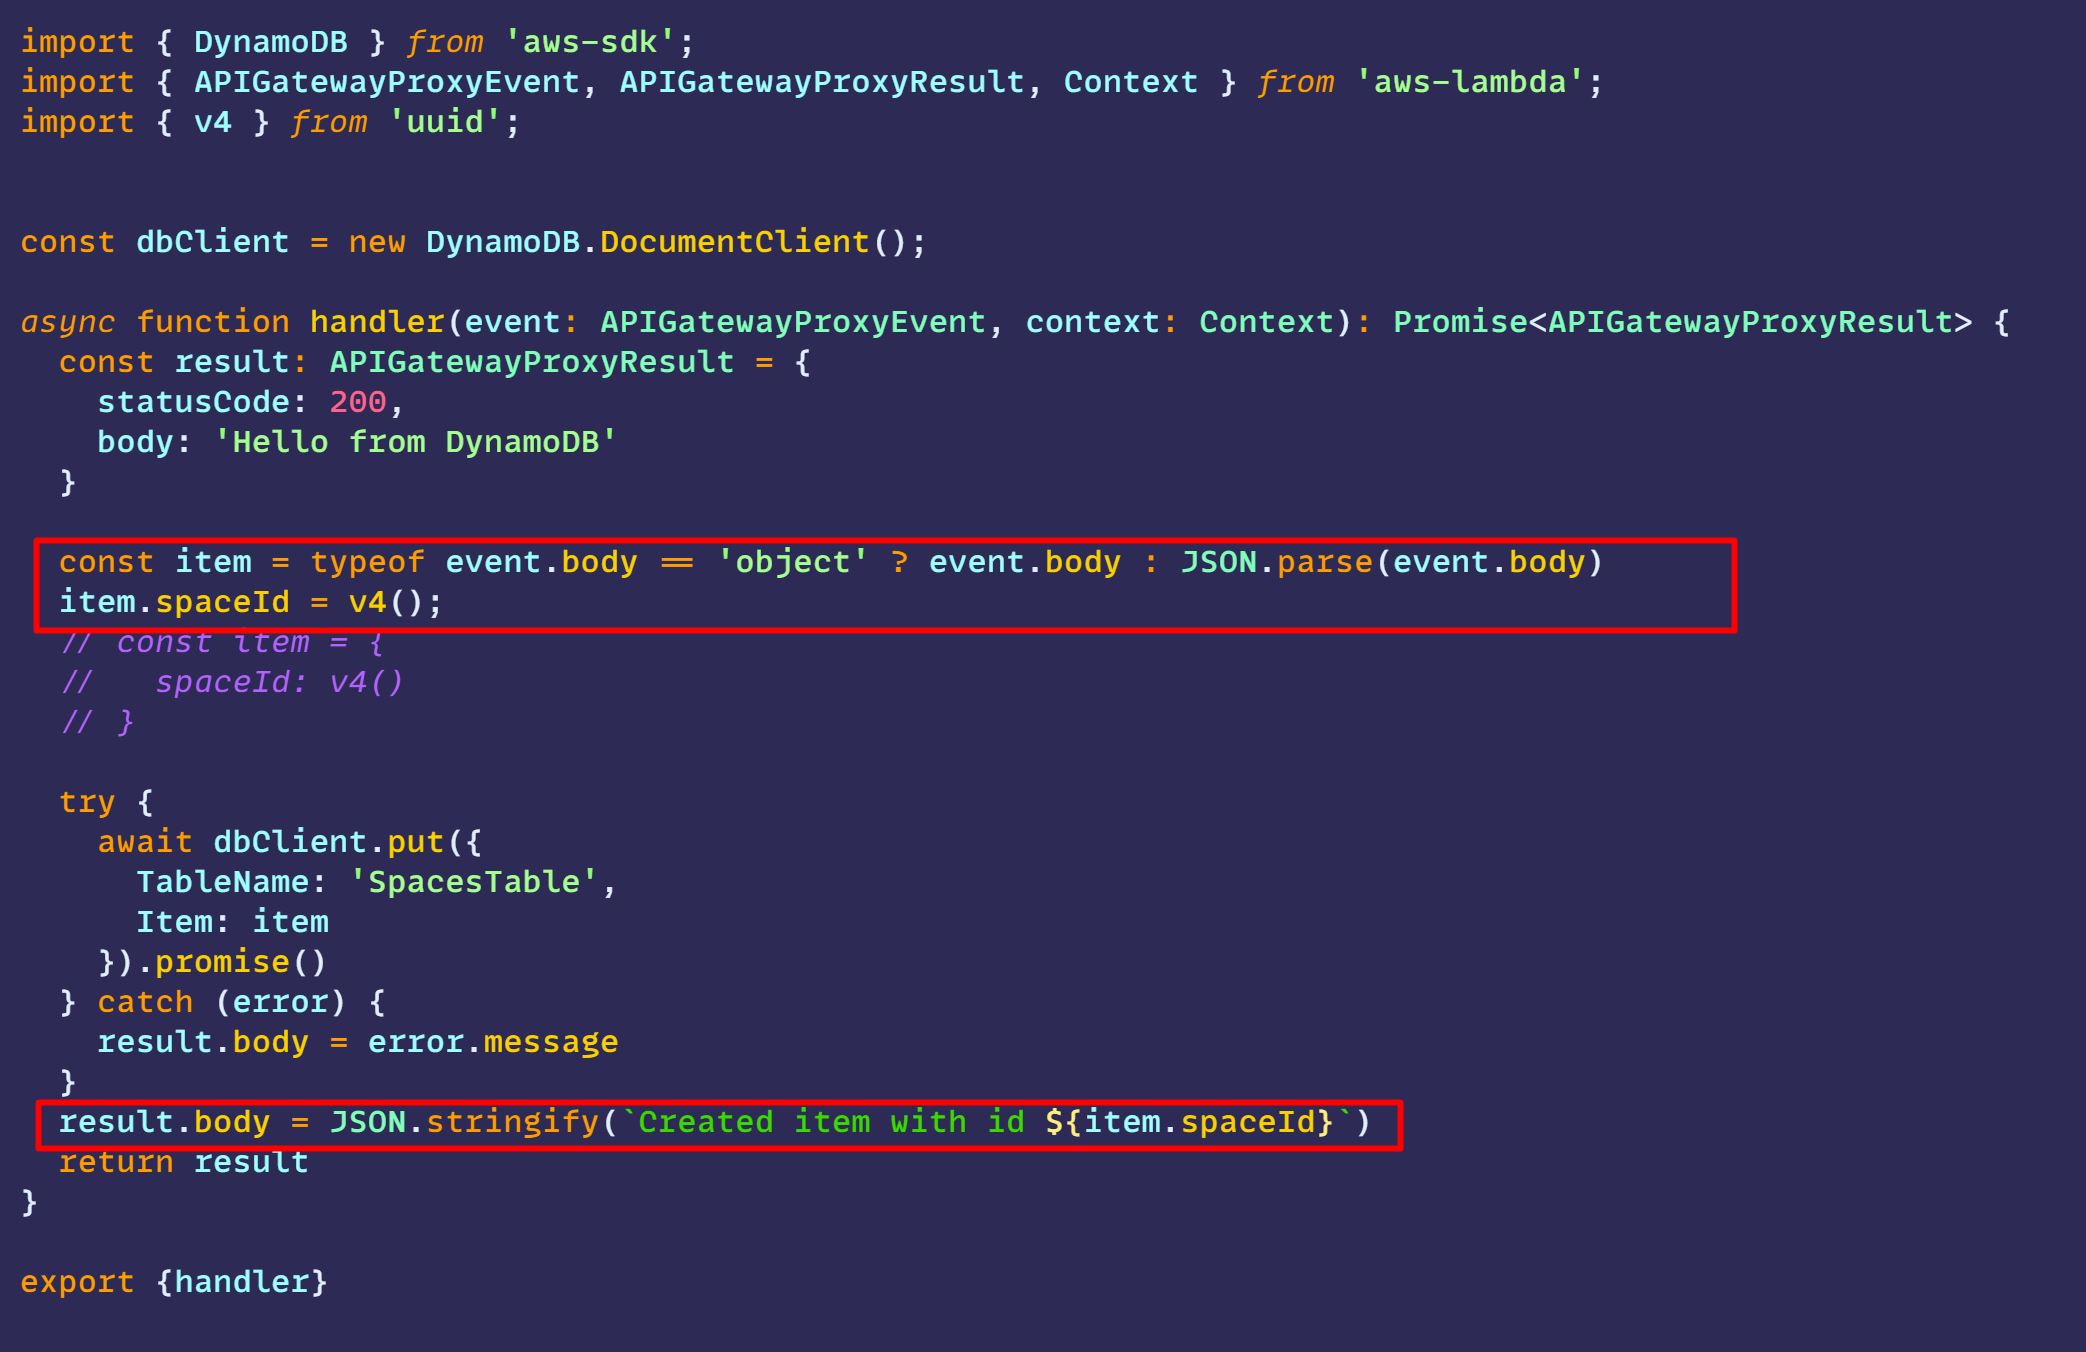 import { DynamoDB } from 'aws-sdk';
import { APIGatewayProxyEvent, APIGatewayProxyResult, Context } from 'aws-lambda';
import { v4 } from 'uuid';
const dbClient = new DynamoDB.DocumentClient();
async function handler(event: APIGatewayProxyEvent, context: Context): Promise<APIGatewayProxyResult> {
  const result: APIGatewayProxyResult = {
    statusCode: 200,
    body: 'Hello from DynamoDB'
  }
  const item = typeof event.body == 'object' ? event.body : JSON.parse(event.body)
  item.spaceId = v4();
  // const item = {
  //   spaceId: v4()
  // }
  try {
    await dbClient.put({
      TableName: 'SpacesTable',
      Item: item
    }).promise()
  } catch (error) {
    result.body = error.message
  }
  result.body = JSON.stringify(`Created item with id ${item.spaceId}`)
  return result
}
export {handler}